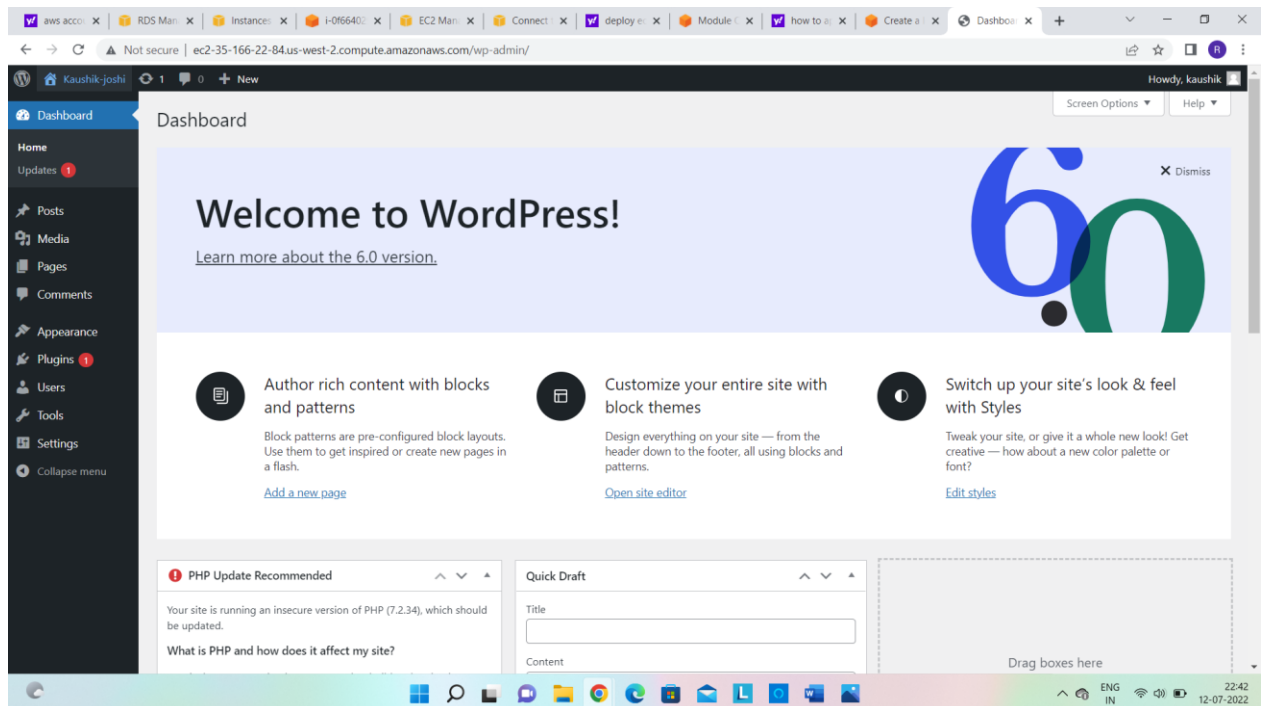 aws acco
RDS Man
Instances
i-0f66402
EC2 Man
Connect
deploy e
Module
how to a
Create a
Dashboa
Not secure | ec2-35-166-22-84.us-west-2.compute.amazonaws.com/wp-admin/
R
Kaushik-joshi 1 0 + New
Howdy, kaushik
Screen Options
Help
Dashboard
Home
Updates 1
Posts
Media
Pages
Comments
Appearance
Plugins 1
Users
Tools
Settings
Collapse menu
Dashboard
Dismiss
Welcome to WordPress!
Learn more about the 6.0 version.
6.0
Author rich content with blocks
and patterns
Block patterns are pre-configured block layouts.
Use them to get inspired or create new pages in
a flash.
Add a new page
Customize your entire site with
block themes
Design everything on your site — from the
header down to the footer, all using blocks and
patterns.
Open site editor
Switch up your site's look & feel
with Styles
Tweak your site, or give it a whole new look! Get
creative — how about a new color palette or
font?
Edit styles
PHP Update Recommended
Your site is running an insecure version of PHP (7.2.34), which should
be updated.
What is PHP and how does it affect my site?
Quick Draft
Title
Content
Drag boxes here
ENG
IN
22:42
12-07-2022